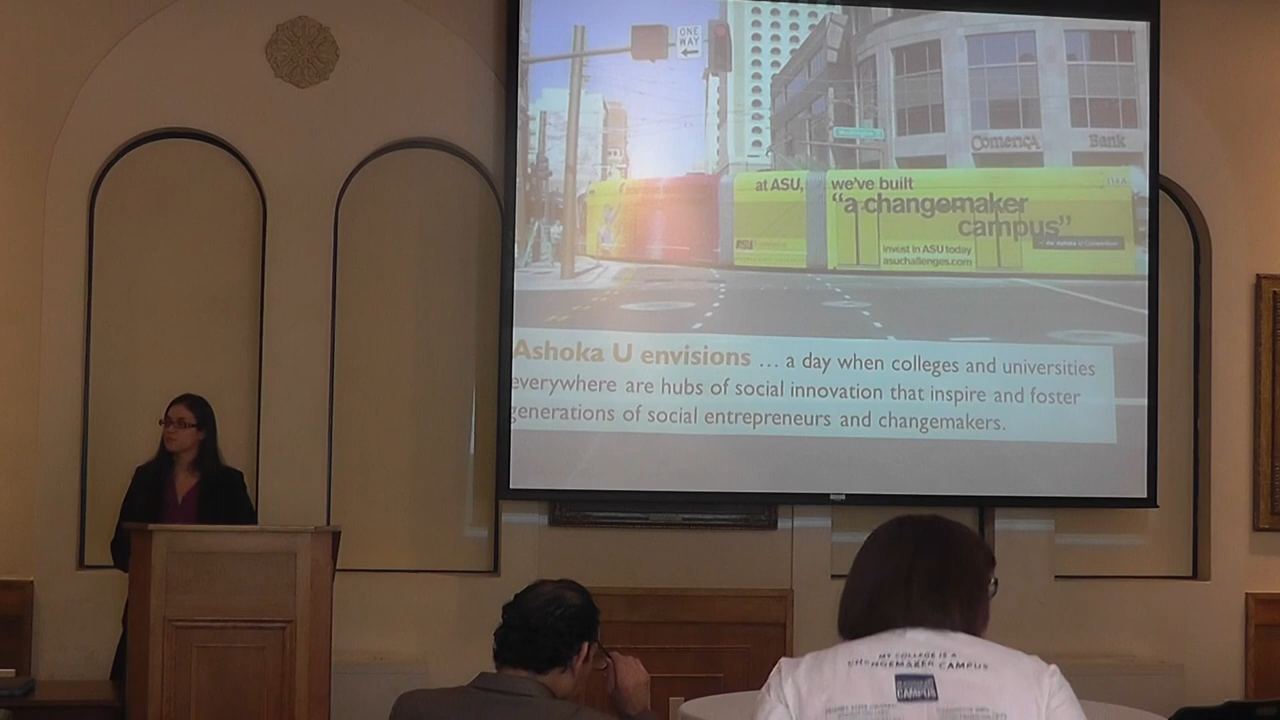 ONE
WAY
Comerica Bank
at ASU, we've built
"a changemaker
campus"
invest in ASU today
asuchallenges.com
Ashoka U envisions … a day when colleges and universities
everywhere are hubs of social innovation that inspire and foster
generations of social entrepreneurs and changemakers.
MY COLLEGE IS A
CHANGEMAKER CAMPUS
CAMPUS